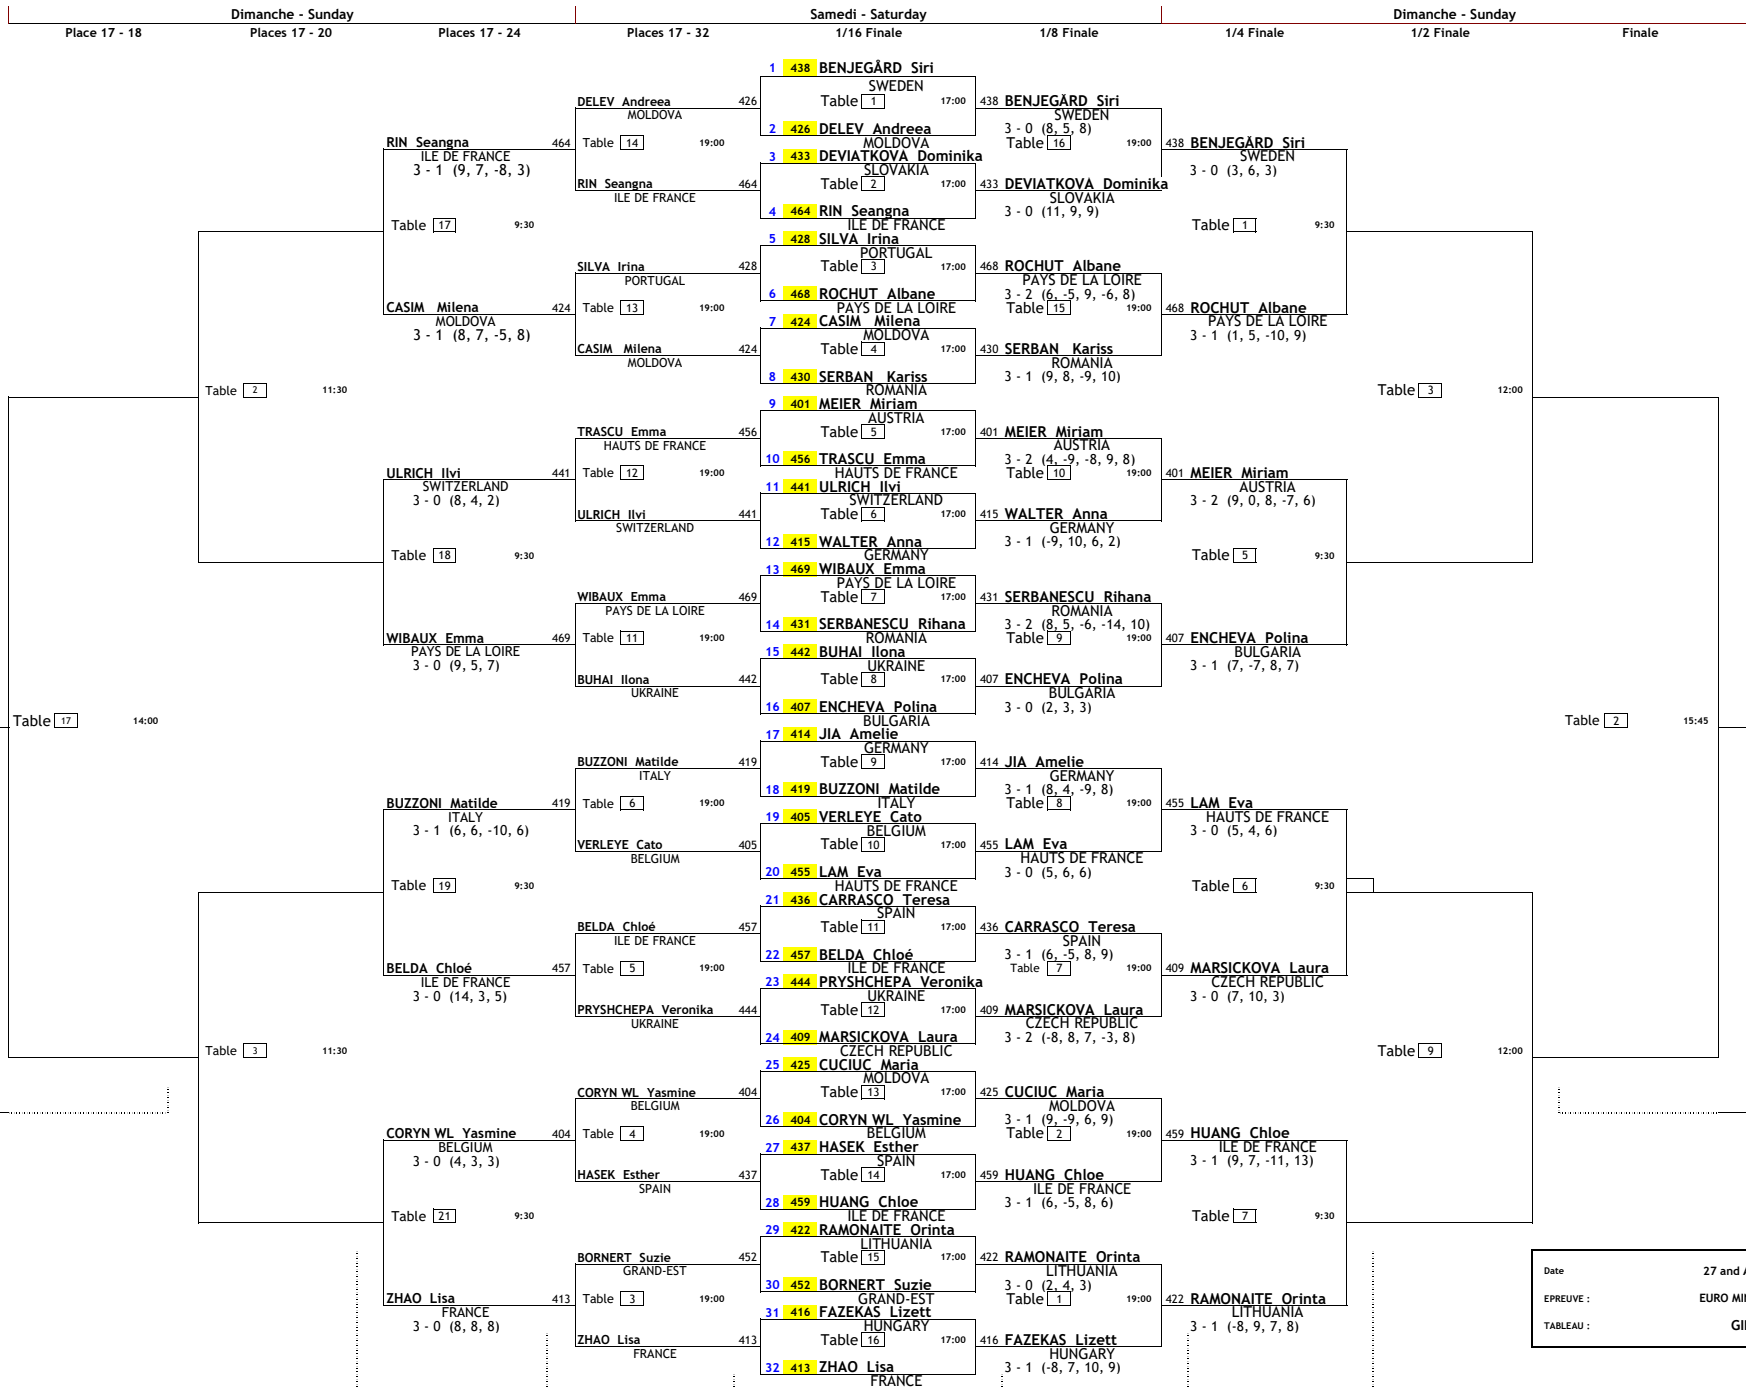 Dimanche - Sunday Samedi - Saturday Dimanche - Sunday
Place 17 - 18 Places 17 - 20 Places 17 - 24 Places 17 - 32 1/16 Finale 1/8 Finale 1/4 Finale 1/2 Finale Finale
1 438 BENJEGÅRD Siri
SWEDEN
DELEV Andreea 426 Table 1 17:00 438 BENJEGÅRD Siri
MOLDOVA SWEDEN
2 426 DELEV Andreea 3 - 0 (8, 5, 8)
RIN Seangna 464 Table 14 19:00 MOLDOVA Table 16 19:00 438 BENJEGÅRD Siri
ILE DE FRANCE 3 433 DEVIATKOVA Dominika SWEDEN
3 - 1 (9, 7, -8, 3) SLOVAKIA 3 - 0 (3, 6, 3)
RIN Seangna 464 Table 2 17:00 433 DEVIATKOVA Dominika
ILE DE FRANCE SLOVAKIA
4 464 RIN Seangna 3 - 0 (11, 9, 9)
Table 17 9:30 ILE DE FRANCE Table 1 9:30
5 428 SILVA Irina
PORTUGAL
SILVA Irina 428 Table 3 17:00 468 ROCHUT Albane
PORTUGAL PAYS DE LA LOIRE
6 468 ROCHUT Albane 3 - 2 (6, -5, 9, -6, 8)
CASIM Milena 424 Table 13 19:00 PAYS DE LA LOIRE Table 15 19:00 468 ROCHUT Albane
MOLDOVA 7 424 CASIM Milena PAYS DE LA LOIRE
3 - 1 (8, 7, -5, 8) MOLDOVA 3 - 1 (1, 5, -10, 9)
CASIM Milena 424 Table 4 17:00 430 SERBAN Kariss
MOLDOVA ROMANIA
8 430 SERBAN Kariss 3 - 1 (9, 8, -9, 10)
Table 2 11:30 ROMANIA Table 3 12:00
9 401 MEIER Miriam
AUSTRIA
TRASCU Emma 456 Table 5 17:00 401 MEIER Miriam
HAUTS DE FRANCE AUSTRIA
10 456 TRASCU Emma 3 - 2 (4, -9, -8, 9, 8)
ULRICH Ilvi 441 Table 12 19:00 HAUTS DE FRANCE Table 10 19:00 401 MEIER Miriam
SWITZERLAND 11 441 ULRICH Ilvi AUSTRIA
3 - 0 (8, 4, 2) SWITZERLAND 3 - 2 (9, 0, 8, -7, 6)
ULRICH Ilvi 441 Table 6 17:00 415 WALTER Anna
SWITZERLAND GERMANY
12 415 WALTER Anna 3 - 1 (-9, 10, 6, 2)
Table 18 9:30 GERMANY Table 5 9:30
13 469 WIBAUX Emma
PAYS DE LA LOIRE
WIBAUX Emma 469 Table 7 17:00 431 SERBANESCU Rihana
PAYS DE LA LOIRE ROMANIA
14 431 SERBANESCU Rihana 3 - 2 (8, 5, -6, -14, 10)
WIBAUX Emma 469 Table 11 19:00 ROMANIA Table 9 19:00 407 ENCHEVA Polina
PAYS DE LA LOIRE 15 442 BUHAI Ilona BULGARIA
3 - 0 (9, 5, 7) UKRAINE 3 - 1 (7, -7, 8, 7)
BUHAI Ilona 442 Table 8 17:00 407 ENCHEVA Polina
UKRAINE BULGARIA
16 407 ENCHEVA Polina 3 - 0 (2, 3, 3)
Table 17 14:00 BULGARIA Table 2 15:45
17 414 JIA Amelie
GERMANY
BUZZONI Matilde 419 Table 9 17:00 414 JIA Amelie
ITALY GERMANY
18 419 BUZZONI Matilde 3 - 1 (8, 4, -9, 8)
BUZZONI Matilde 419 Table 6 19:00 ITALY Table 8 19:00 455 LAM Eva
ITALY 19 405 VERLEYE Cato HAUTS DE FRANCE
3 - 1 (6, 6, -10, 6) BELGIUM 3 - 0 (5, 4, 6)
VERLEYE Cato 405 Table 10 17:00 455 LAM Eva
BELGIUM HAUTS DE FRANCE
20 455 LAM Eva 3 - 0 (5, 6, 6)
Table 19 9:30 HAUTS DE FRANCE Table 6 9:30
21 436 CARRASCO Teresa
SPAIN
BELDA Chloé 457 Table 11 17:00 436 CARRASCO Teresa
ILE DE FRANCE SPAIN
22 457 BELDA Chloé 3 - 1 (6, -5, 8, 9)
BELDA Chloé 457 Table 5 19:00 ILE DE FRANCE Table 7 19:00 409 MARSICKOVA Laura
ILE DE FRANCE 23 444 PRYSHCHEPA Veronika CZECH REPUBLIC
3 - 0 (14, 3, 5) UKRAINE 3 - 0 (7, 10, 3)
PRYSHCHEPA Veronika 444 Table 12 17:00 409 MARSICKOVA Laura
UKRAINE CZECH REPUBLIC
24 409 MARSICKOVA Laura 3 - 2 (-8, 8, 7, -3, 8)
Table 3 11:30 CZECH REPUBLIC Table 9 12:00
25 425 CUCIUC Maria
MOLDOVA
CORYN WL Yasmine 404 Table 13 17:00 425 CUCIUC Maria
BELGIUM MOLDOVA
26 404 CORYN WL Yasmine 3 - 1 (9, -9, 6, 9)
CORYN WL Yasmine 404 Table 4 19:00 BELGIUM Table 2 19:00 459 HUANG Chloe
BELGIUM 27 437 HASEK Esther ILE DE FRANCE
3 - 0 (4, 3, 3) SPAIN 3 - 1 (9, 7, -11, 13)
HASEK Esther 437 Table 14 17:00 459 HUANG Chloe
SPAIN ILE DE FRANCE
28 459 HUANG Chloe 3 - 1 (6, -5, 8, 6)
Table 21 9:30 ILE DE FRANCE Table 7 9:30
29 422 RAMONAITE Orinta
LITHUANIA
BORNERT Suzie 452 Table 15 17:00 422 RAMONAITE Orinta
GRAND-EST LITHUANIA Date 27 and A
30 452 BORNERT Suzie 3 - 0 (2, 4, 3)
ZHAO Lisa 413 Table 3 19:00 GRAND-EST Table 1 19:00 422 RAMONAITE Orinta EPREUVE : EURO MI
FRANCE 31 416 FAZEKAS Lizett LITHUANIA
3 - 0 (8, 8, 8) HUNGARY 3 - 1 (-8, 9, 7, 8) TABLEAU : GI
ZHAO Lisa 413 Table 16 17:00 416 FAZEKAS Lizett
FRANCE HUNGARY
32 413 ZHAO Lisa 3 - 1 (-8, 7, 10, 9)
FRANCE